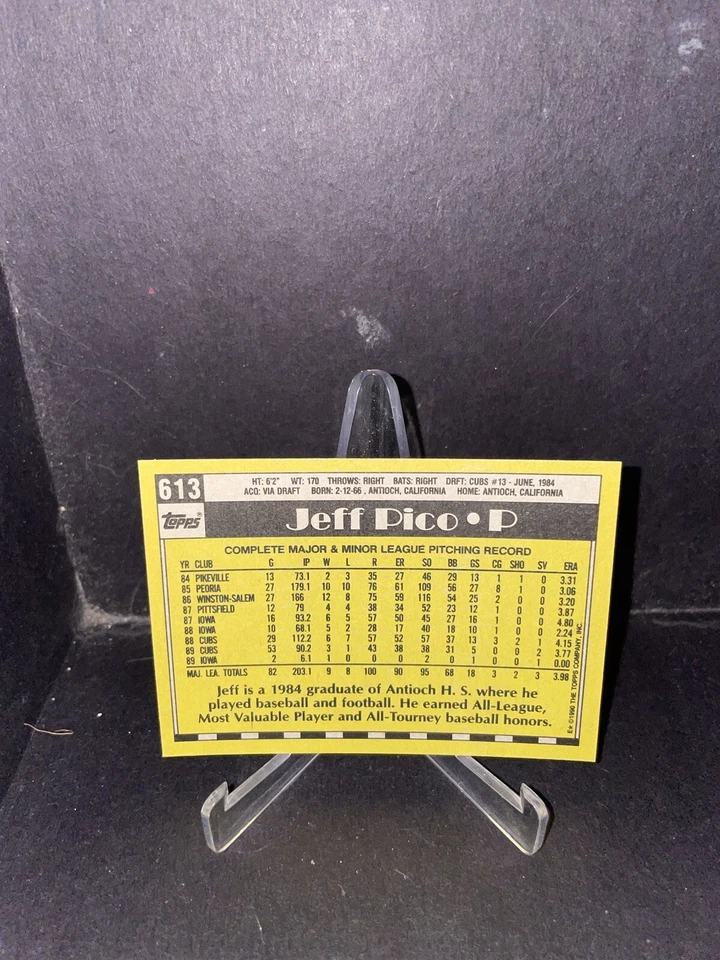 613
HT: 6'2" WT: 170 THROWS: RIGHT BATS: RIGHT DRFT: CUBS #13 - JUNE, 1984
ACQ: VIA DRAFT BORN: 2-12-66, ANTIOCH, CALIFORNIA HOME: ANTIOCH, CALIFORNIA
Topps®
Jeff Pico • P
COMPLETE MAJOR & MINOR LEAGUE PITCHING RECORD
YR CLUB G IP W L R ER SO BB GS CG SHO SV ERA
84 PIKEVILLE 13 73.1 2 3 35 27 46 29 13 1 1 0 3.31
85 PEORIA 27 179.1 10 10 76 61 109 56 27 8 1 0 3.06
86 WINSTON-SALEM 27 166 12 8 75 59 116 54 25 2 0 0 3.20
87 PITTSFIELD 12 79 4 4 38 34 52 23 12 1 0 0 3.87
87 IOWA 16 93.2 6 5 57 50 45 27 16 1 0 0 4.80
88 IOWA 10 68.1 5 2 28 17 40 18 10 1 0 0 2.24
88 CUBS 29 112.2 6 7 57 52 57 37 13 3 2 1 4.15
89 CUBS 53 90.2 3 1 43 38 38 31 5 0 0 2 3.77
89 IOWA 2 6.1 1 0 0 0 2 0 1 0 0 1 0.00
MAJ. LEA. TOTALS 82 203.1 9 8 100 90 95 68 18 3 2 3 3.98
Jeff is a 1984 graduate of Antioch H. S. where he
played baseball and football. He earned All-League,
Most Valuable Player and All-Tourney baseball honors.
E* ©1990 THE TOPPS COMPANY, INC.